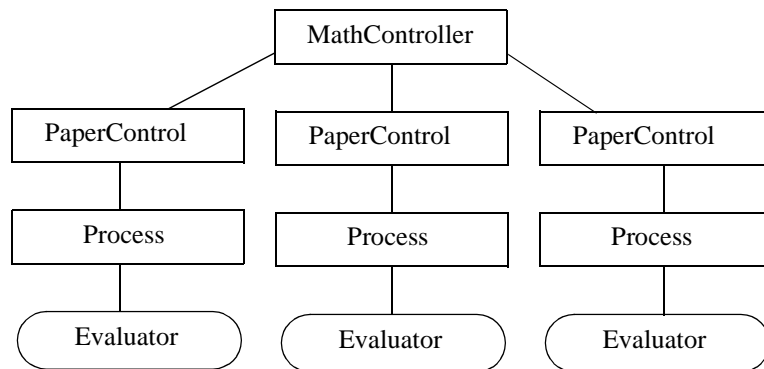 MathController
PaperControl
PaperControl
PaperControl
Process
Process
Process
Evaluator
Evaluator
Evaluator